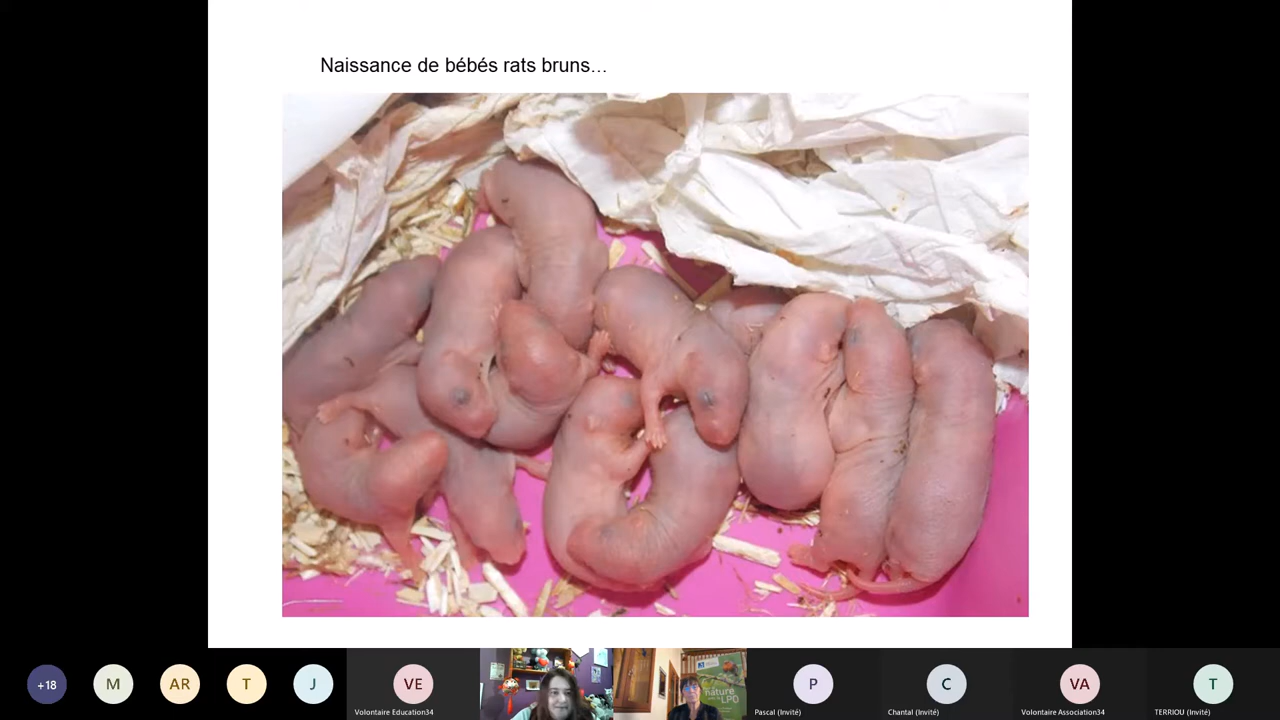 Naissance de bébés rats bruns...
+18
M
AR
T
J
VE
Volontaire Education34
nature
LPO
P
Pascal (Invité)
C
Chantal (Invité)
VA
Volontaire Association34
T
TERRIOU (Invité)